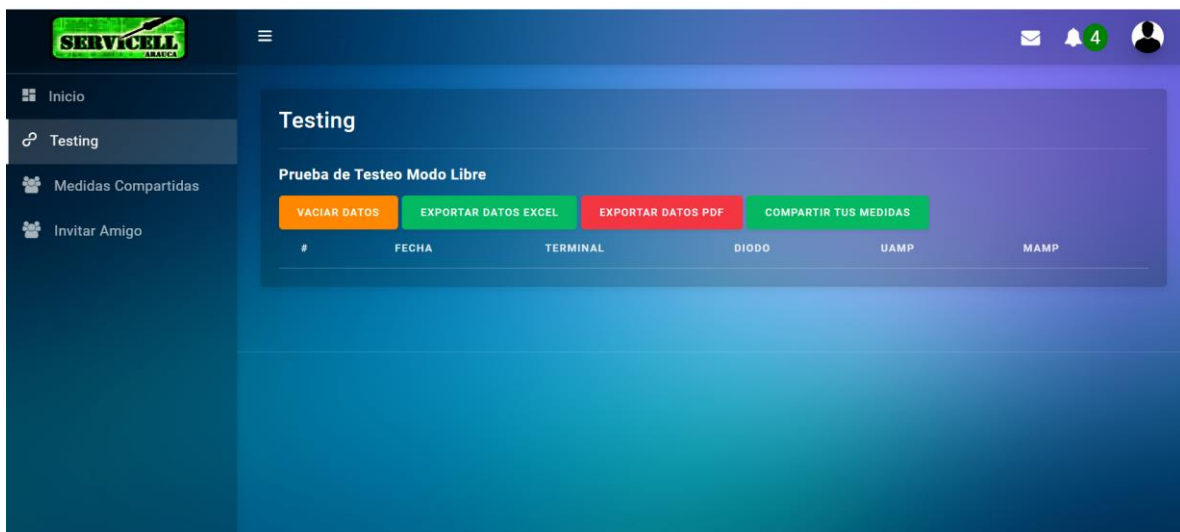 SERVICELL
ARAUCA
4
Inicio
Testing
Medidas Compartidas
Invitar Amigo
Testing
Prueba de Testeo Modo Libre
VACIAR DATOS EXPORTAR DATOS EXCEL EXPORTAR DATOS PDF COMPARTIR TUS MEDIDAS
# FECHA TERMINAL DIODO UAMP MAMP